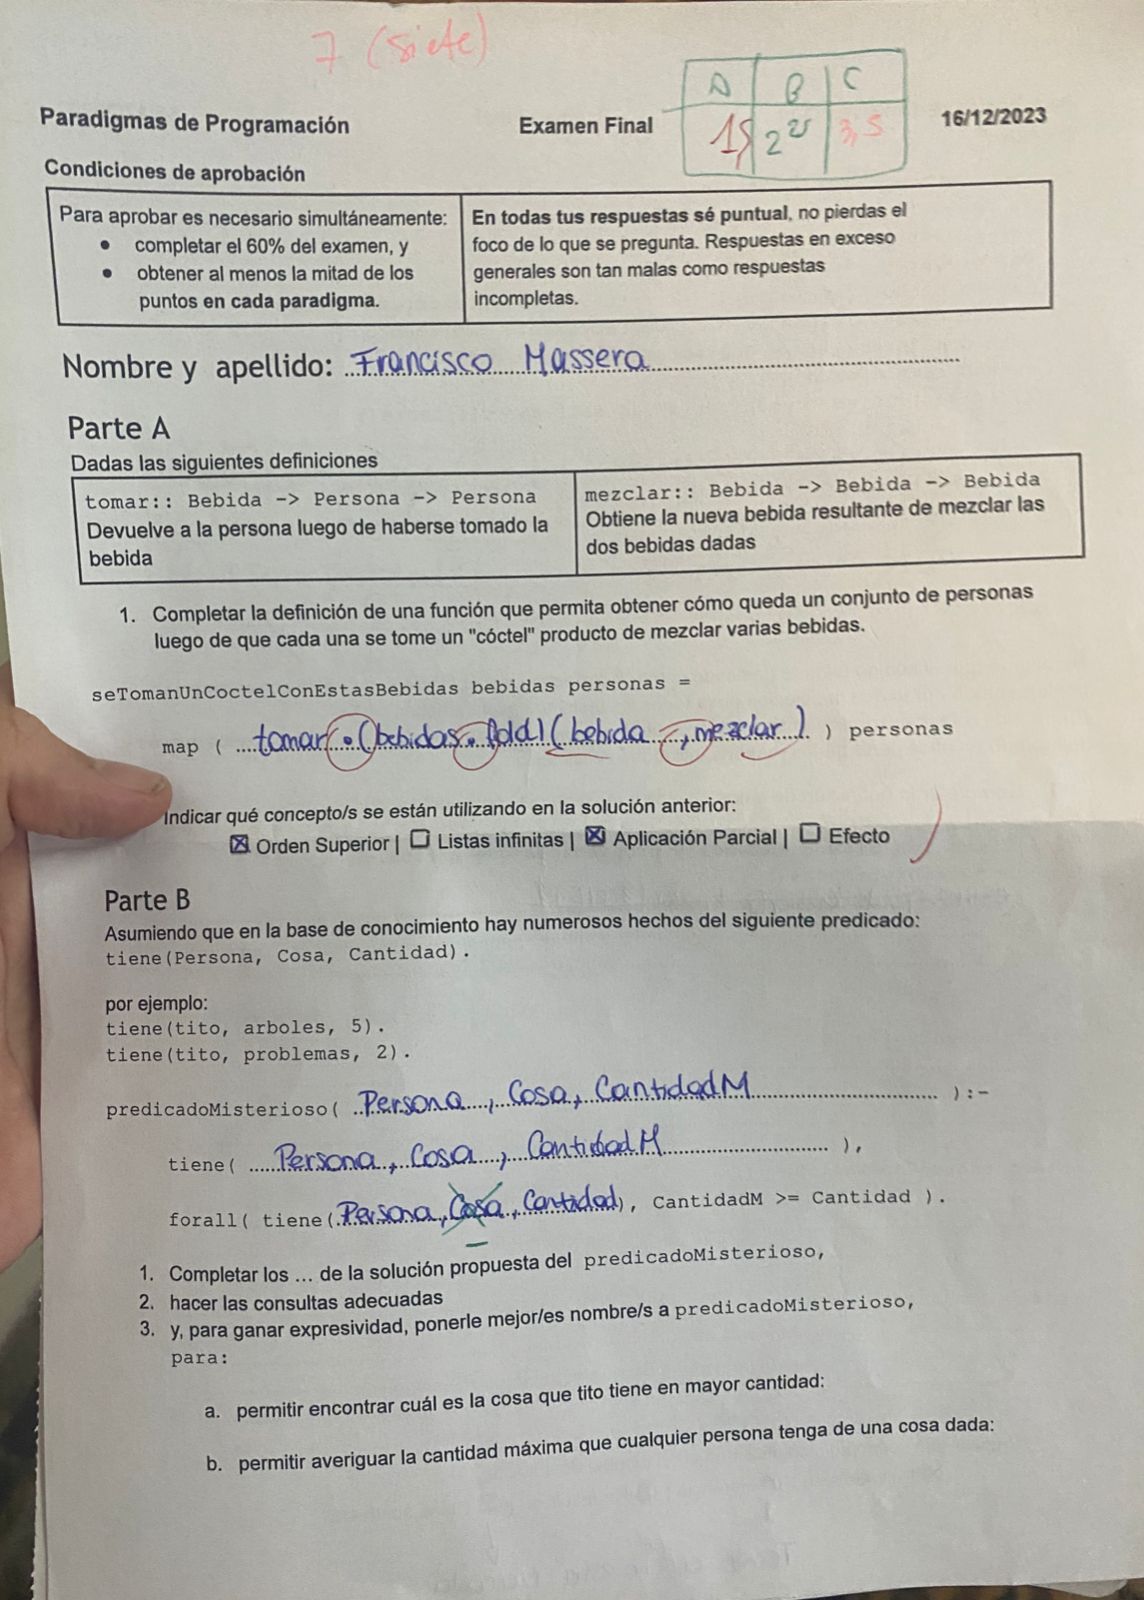 7 (siete)
A B C
Paradigmas de Programación Examen Final 16/12/2023
2 25 3,5
Condiciones de aprobación
Para aprobar es necesario simultáneamente:
• completar el 60% del examen, y
• obtener al menos la mitad de los
puntos en cada paradigma.
En todas tus respuestas sé puntual, no pierdas el
foco de lo que se pregunta. Respuestas en exceso
generales son tan malas como respuestas
incompletas.
Nombre y apellido: Francisco Massera
Parte A
Dadas las siguientes definiciones
tomar:: Bebida -> Persona -> Persona
Devuelve a la persona luego de haberse tomado la
bebida
mezclar:: Bebida -> Bebida -> Bebida
Obtiene la nueva bebida resultante de mezclar las
dos bebidas dadas
1. Completar la definición de una función que permita obtener cómo queda un conjunto de personas
luego de que cada una se tome un "cóctel" producto de mezclar varias bebidas.
seTomanUnCoctelConEstasBebidas bebidas personas =
map ( tomar . (bebidas . foldl (bebida , mezclar ) ) personas
Indicar qué concepto/s se están utilizando en la solución anterior:
☒ Orden Superior | ☐ Listas infinitas | ☒ Aplicación Parcial | ☐ Efecto
Parte B
Asumiendo que en la base de conocimiento hay numerosos hechos del siguiente predicado:
tiene(Persona, Cosa, Cantidad).
por ejemplo:
tiene(tito, arboles, 5).
tiene(tito, problemas, 2).
predicadoMisterioso( Persona, Cosa, CantidadM ):-
tiene( Persona, Cosa, CantidadM ),
forall( tiene( Persona, Cosa, Cantidad), CantidadM >= Cantidad ).
1. Completar los ... de la solución propuesta del predicadoMisterioso,
2. hacer las consultas adecuadas
3. y, para ganar expresividad, ponerle mejor/es nombre/s a predicadoMisterioso,
para:
a. permitir encontrar cuál es la cosa que tito tiene en mayor cantidad:
b. permitir averiguar la cantidad máxima que cualquier persona tenga de una cosa dada: